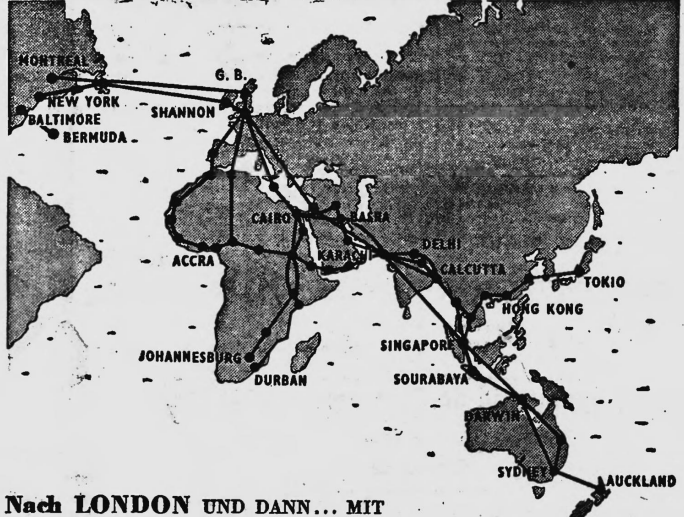 MONTREAL
G. B.
NEW YORK
SHANNON
BALTIMORE
BERMUDA
CAIRO
BASRA
DELHI
KARACHI
ACCRA
CALCUTTA
TOKIO
HONG KONG
SINGAPORE
JOHANNESBURG
DURBAN
SOURABAYA
DARWIN
SYDNEY
AUCKLAND
Nach LONDON UND DANN... MIT